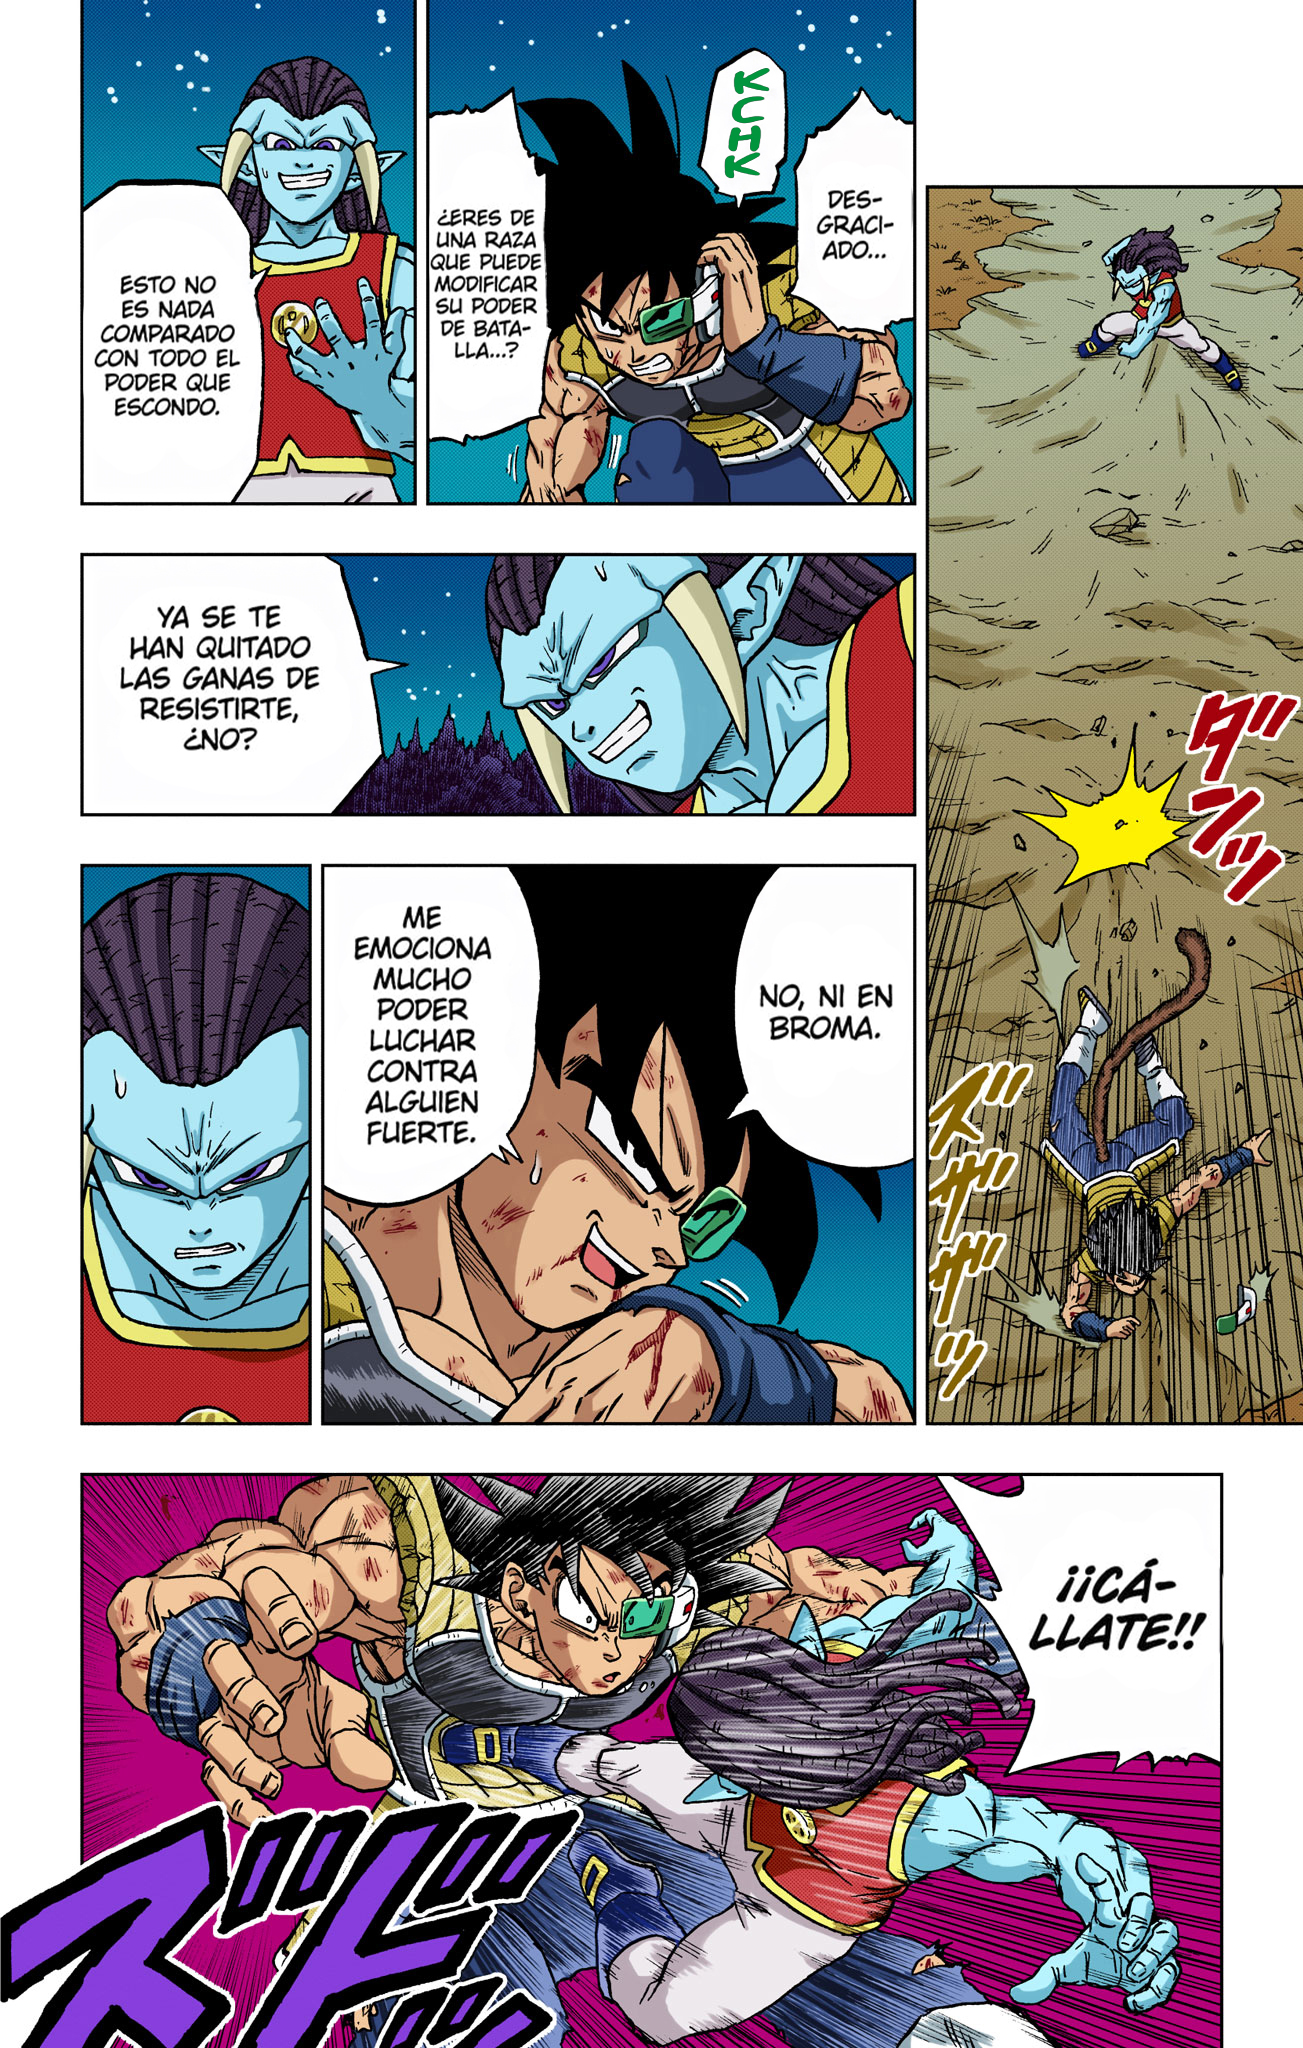 ダンッ
ズザザザッ
DES-
GRACI-
ADO...
KCHK
¿ERES DE
UNA RAZA
QUE PUEDE
MODIFICAR
SU PODER
DE BATA-
LLA...?
ESTO NO
ES NADA
COMPARADO
CON TODO EL
PODER QUE
ESCONDO.
YA SE TE
HAN QUITADO
LAS GANAS DE
RESISTIRTE,
¿NO?
NO, NI EN
BROMA.
ME
EMOCIONA
MUCHO
PODER
LUCHAR
CONTRA
ALGUIEN
FUERTE.
¡¡CÁ-
LLATE!!
ズド